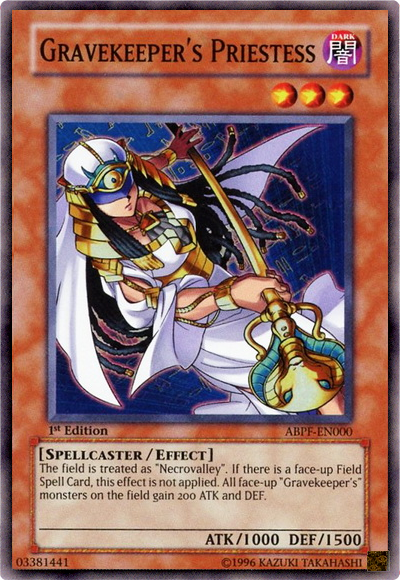 GRAVEKEEPER'S PRIESTESS
DARK
闇
1st Edition
ABPF-EN000
[SPELLCASTER / EFFECT]
The field is treated as "Necrovalley". If there is a face-up Field
Spell Card, this effect is not applied. All face-up "Gravekeeper's"
monsters on the field gain 200 ATK and DEF.
ATK/1000 DEF/1500
03381441
©1996 KAZUKI TAKAHASHI